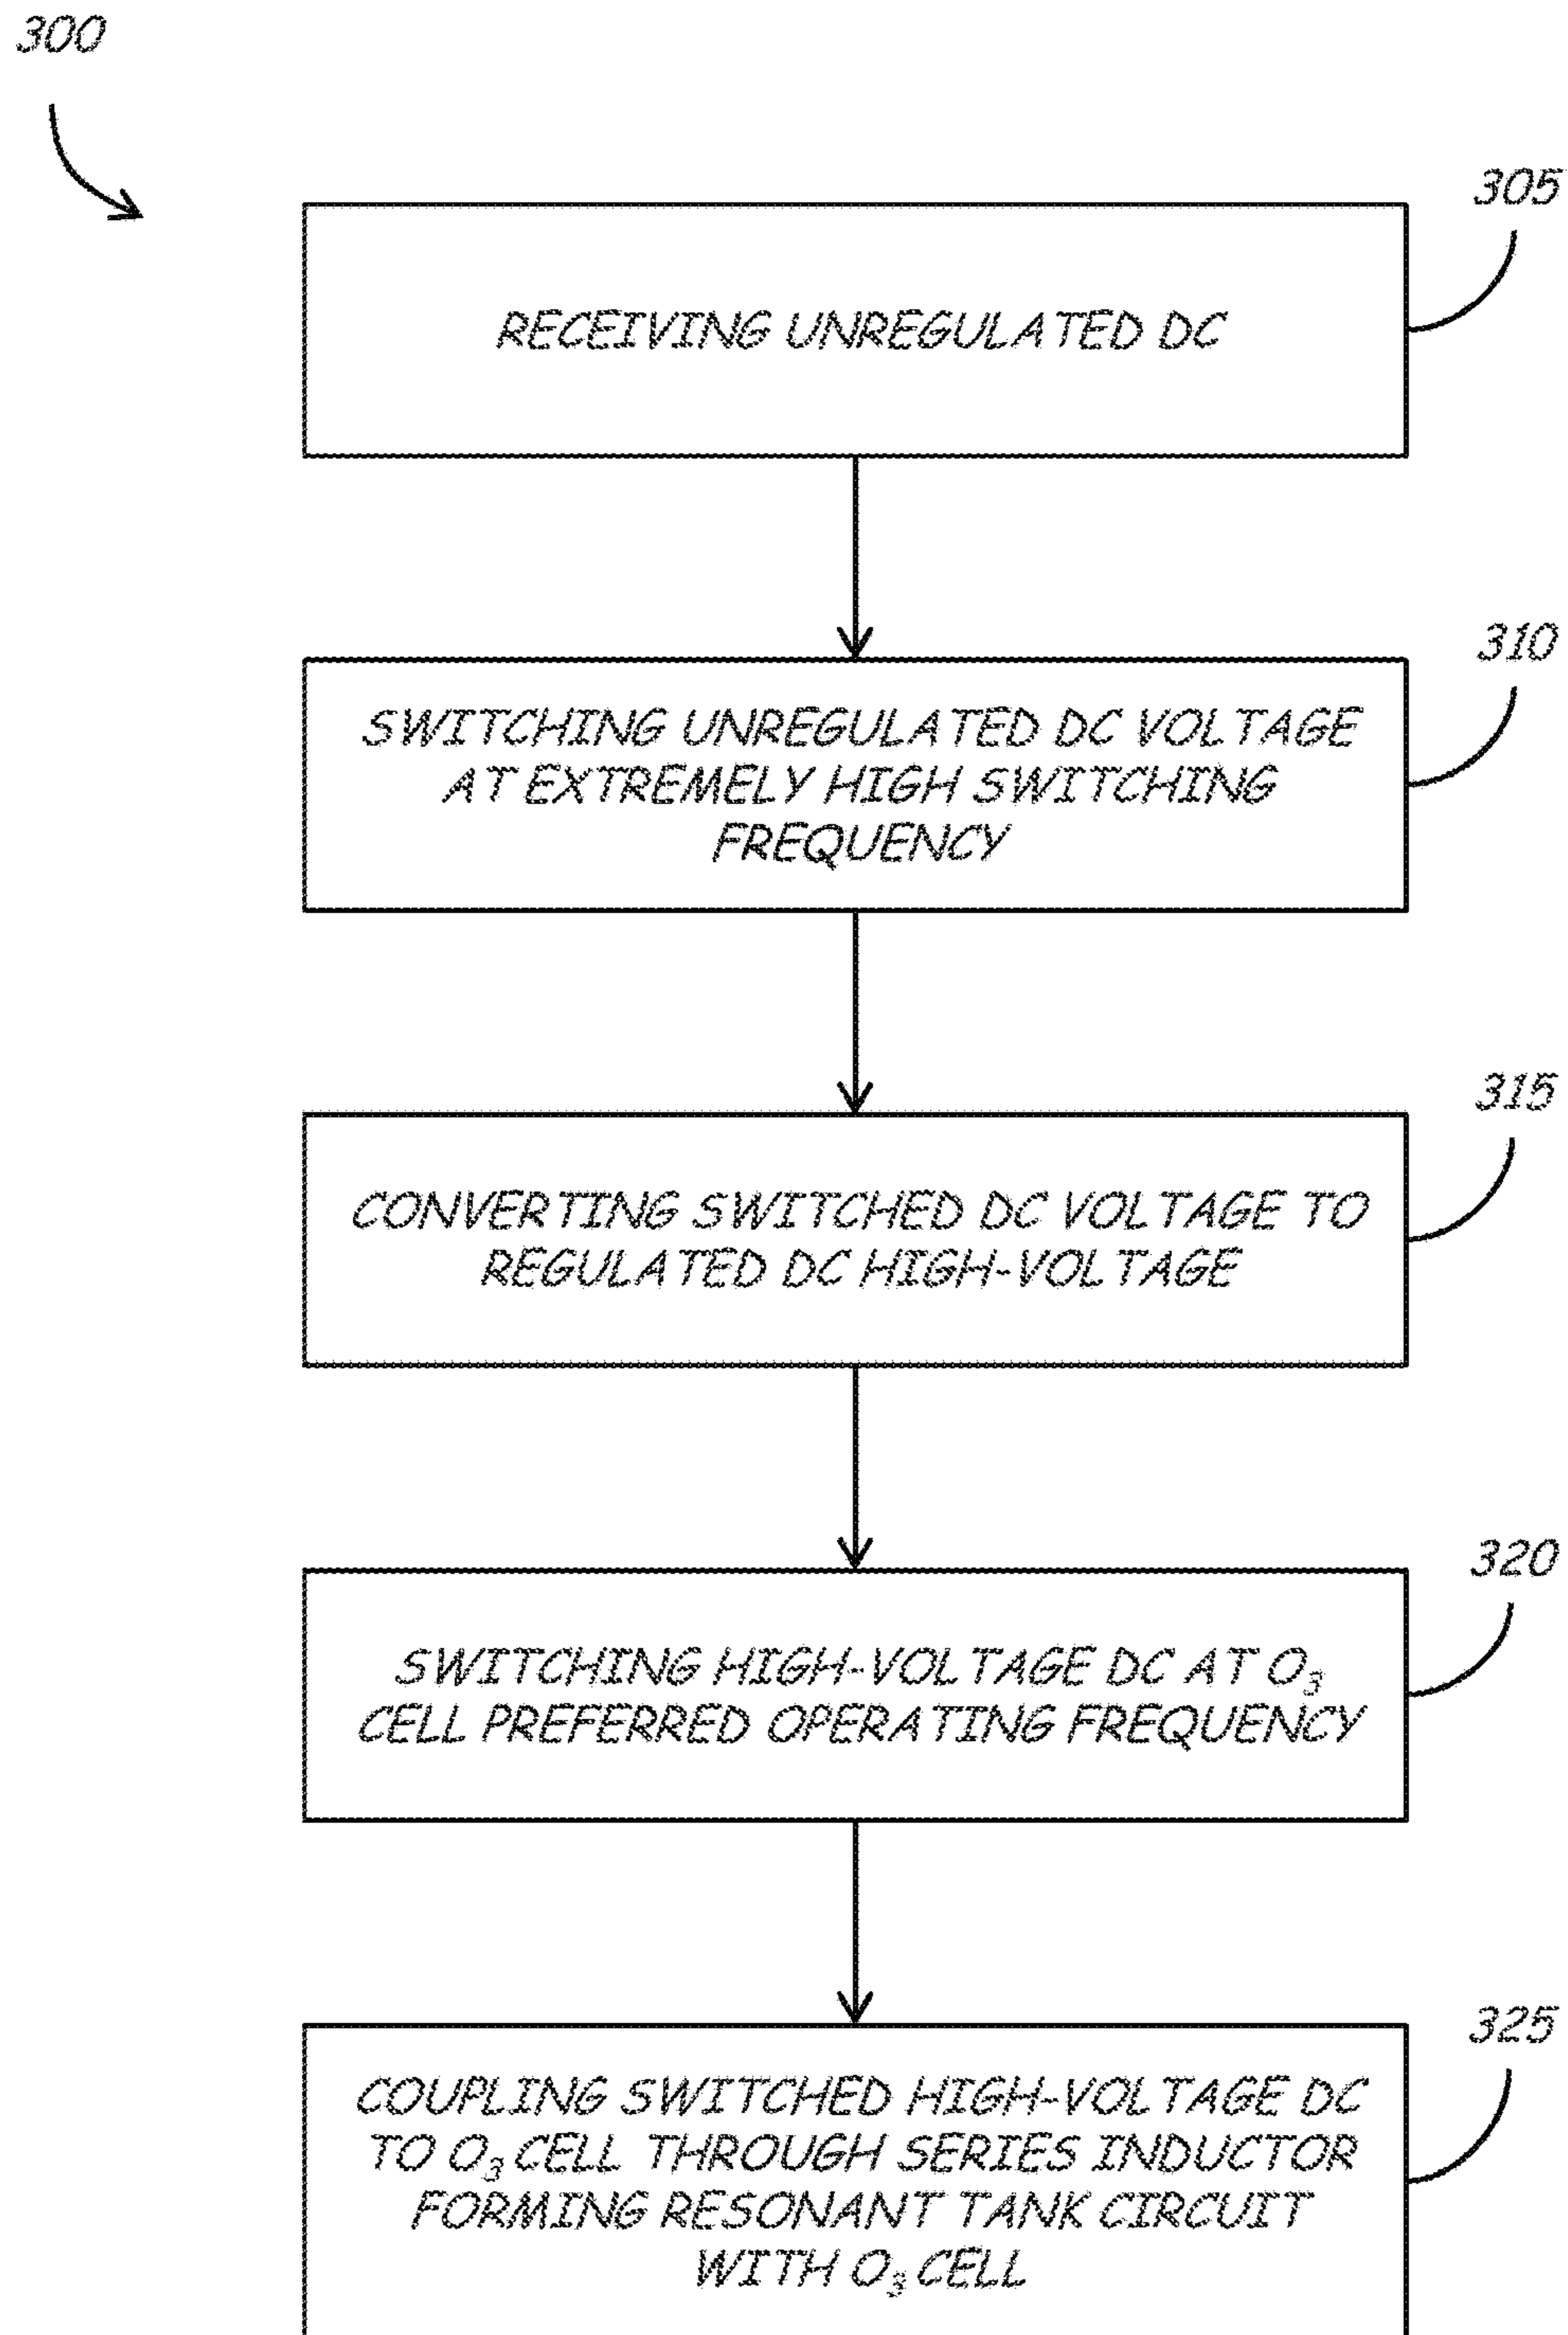 300
305
RECEIVING UNREGULATED DC
310
SWITCHING UNREGULATED DC VOLTAGE
AT EXTREMELY HIGH SWITCHING
FREQUENCY
315
CONVERTING SWITCHED DC VOLTAGE TO
REGULATED DC HIGH-VOLTAGE
320
SWITCHING HIGH-VOLTAGE DC AT O₃
CELL PREFERRED OPERATING FREQUENCY
325
COUPLING SWITCHED HIGH-VOLTAGE DC
TO O₃ CELL THROUGH SERIES INDUCTOR
FORMING RESONANT TANK CIRCUIT
WITH O₃ CELL